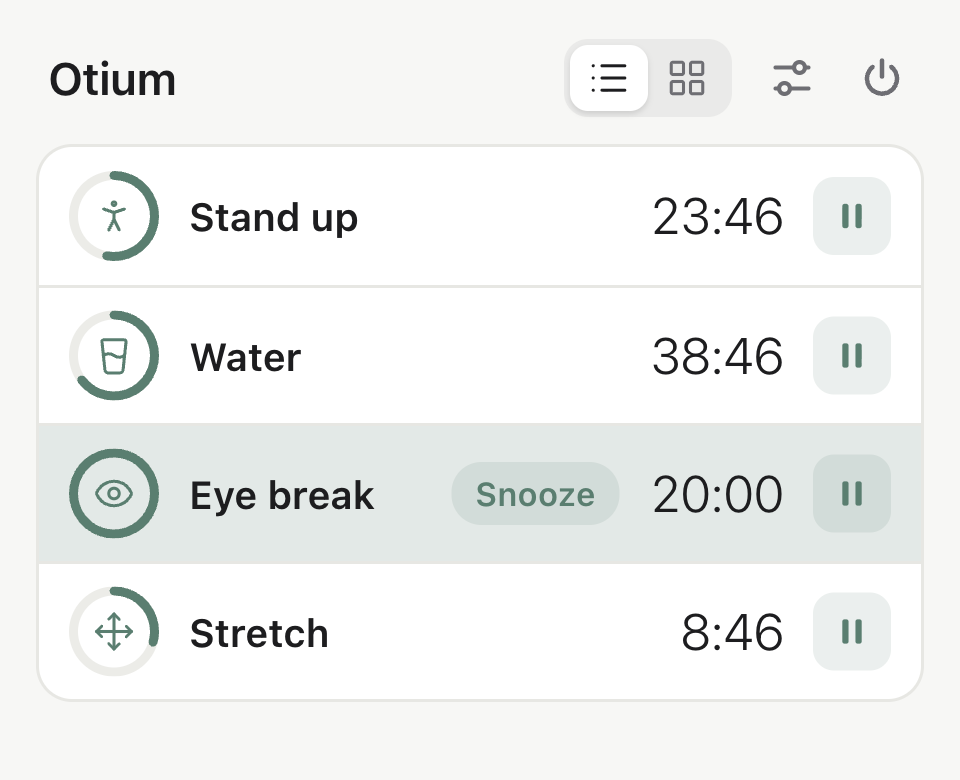 Otium
Stand up 23:46
Water 38:46
Eye break Snooze 20:00
Stretch 8:46